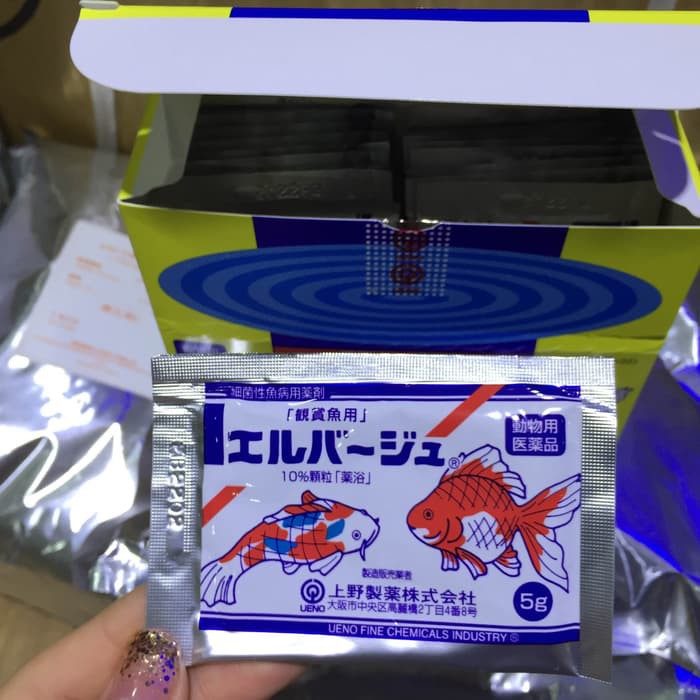 細菌性魚病用薬剤
「観賞魚用」
エルバージュ®
10%顆粒「薬浴」
動物用
医薬品
製造販売業者
上野製薬株式会社
UENO
大阪市中央区高麗橋2丁目4番8号
5g
UENO FINE CHEMICALS INDUSTRY ®